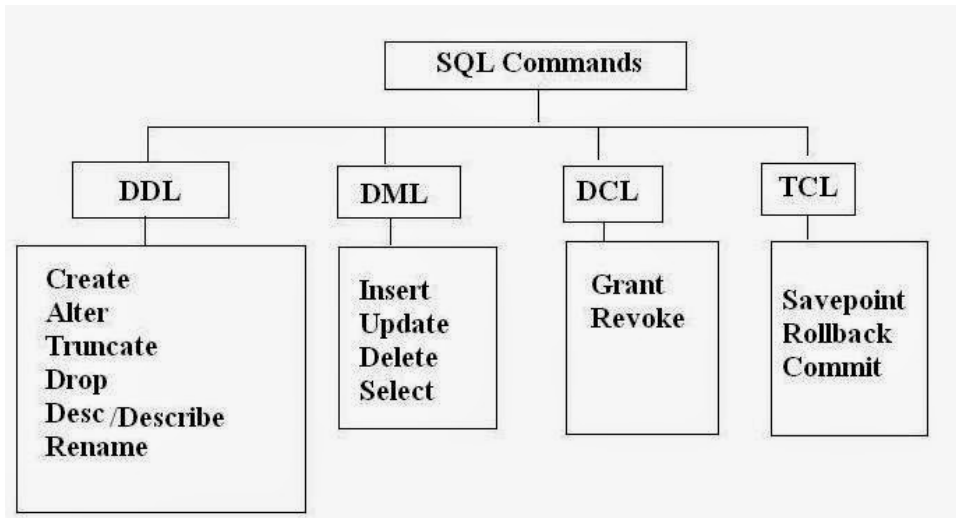 SQL Commands
DDL
DML
DCL
TCL
Create
Alter
Truncate
Drop
Desc /Describe
Rename
Insert
Update
Delete
Select
Grant
Revoke
Savepoint
Rollback
Commit